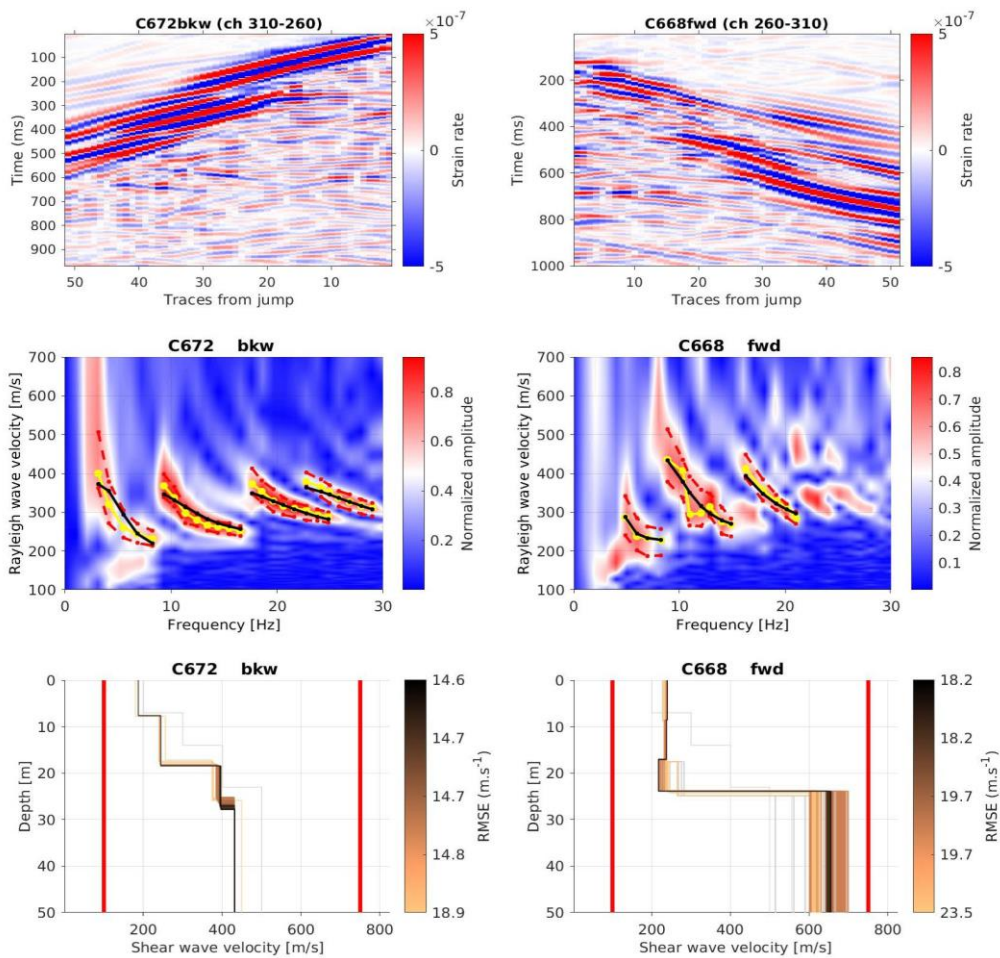 C672bkw (ch 310-260)
×10⁻⁷
C668fwd (ch 260-310)
×10⁻⁷
100
200
300
400
500
600
700
800
900
Time (ms)
50 40 30 20 10
Traces from jump
5
0
-5
Strain rate
200
400
600
800
1000
Time (ms)
10 20 30 40 50
Traces from jump
5
0
-5
Strain rate
C672 bkw
700
600
500
400
300
200
100
Rayleigh wave velocity [m/s]
0 10 20 30
Frequency [Hz]
0.8
0.6
0.4
0.2
Normalized amplitude
C668 fwd
700
600
500
400
300
200
100
Rayleigh wave velocity [m/s]
0 10 20 30
Frequency [Hz]
0.8
0.7
0.6
0.5
0.4
0.3
0.2
0.1
Normalized amplitude
C672 bkw
0
10
20
30
40
50
Depth [m]
200 400 600 800
Shear wave velocity [m/s]
14.6
14.7
14.7
14.8
18.9
RMSE (m.s⁻¹)
C668 fwd
0
10
20
30
40
50
Depth [m]
200 400 600 800
Shear wave velocity [m/s]
18.2
18.2
19.7
19.7
23.5
RMSE (m.s⁻¹)